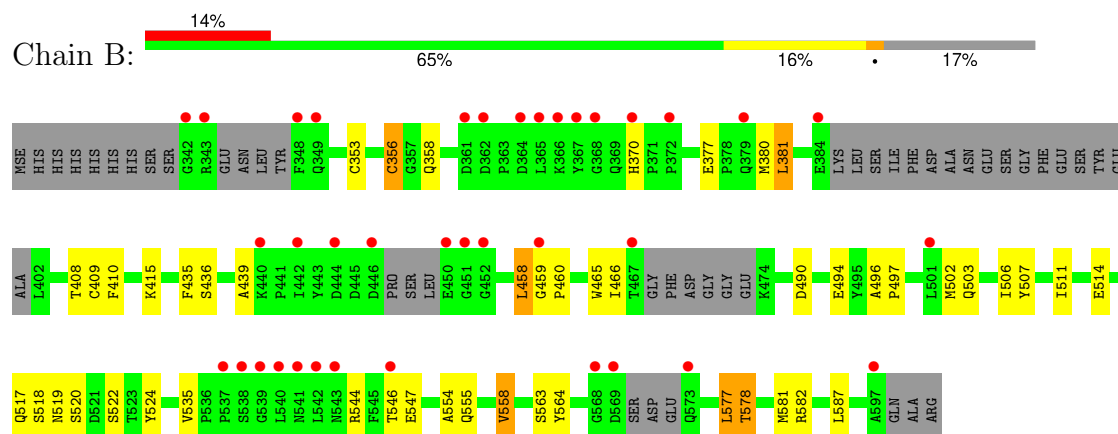 14%
Chain B:
65% 16% • 17%
MSE HIS HIS HIS HIS HIS HIS SER SER G342 R343 GLU ASN LEU TYR F348 Q349 C353 C356 G357 Q358 D361 D362 P363 D364 L365 K366 Y367 G368 Q369 H370 P371 P372 E377 P378 Q379 M380 L381 E384 LYS LEU SER ILE PHE ASP ALA ASN GLU SER GLY PHE GLU SER TYR GLU
ALA L402 T408 C409 F410 K415 F435 S436 A439 K440 P441 I442 Y443 D444 D445 D446 PRO SER LEU E450 G451 G452 L458 G459 P460 W465 I466 T467 GLY PHE ASP GLY GLY GLU K474 D490 E494 Y495 A496 P497 L501 M502 Q503 I506 Y507 I511 E514
Q517 S518 N519 S520 D521 S522 T523 Y524 V535 P536 P537 S538 G539 L540 N541 L542 N543 R544 F545 T546 E547 A554 Q555 V558 S563 Y564 G568 D569 SER ASP GLU Q573 L577 T578 M581 R582 L587 A597 GLN ALA ARG